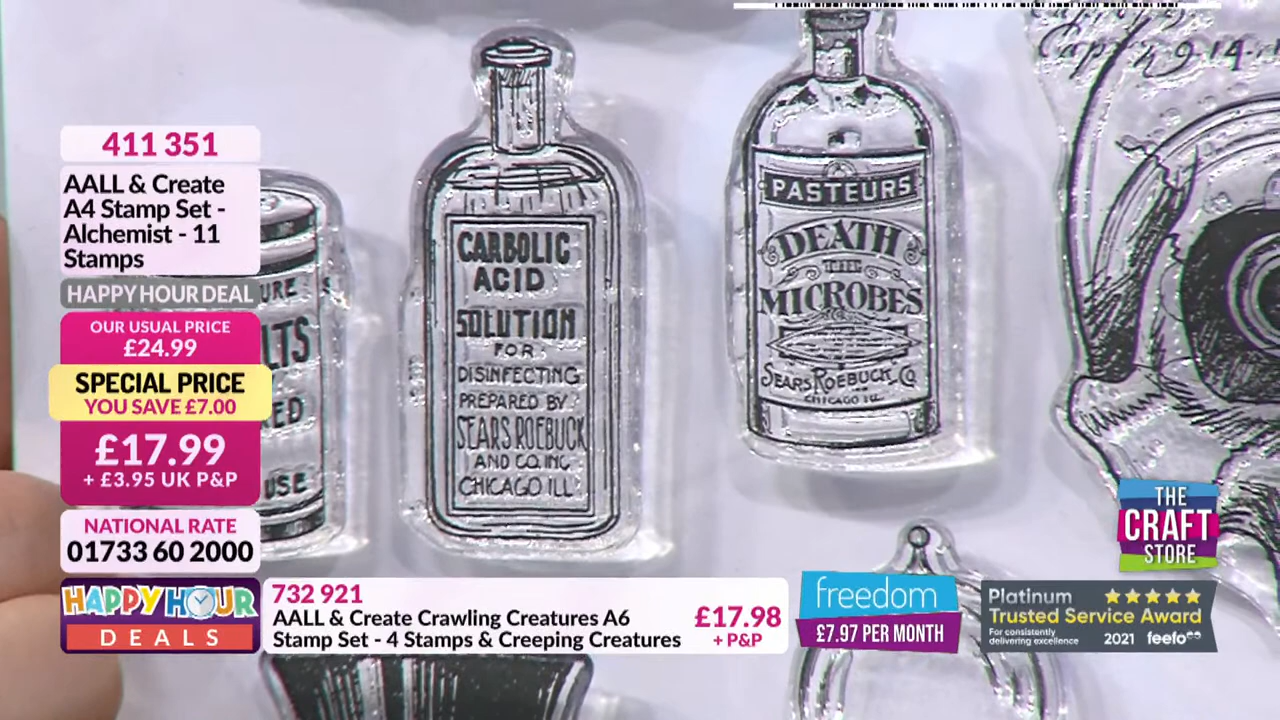 411 351
AALL & Create
A4 Stamp Set -
Alchemist - 11
Stamps
HAPPY HOUR DEAL
OUR USUAL PRICE
£24.99
SPECIAL PRICE
YOU SAVE £7.00
£17.99
+ £3.95 UK P&P
NATIONAL RATE
01733 60 2000
HAPPY HOUR
DEALS
732 921
AALL & Create Crawling Creatures A6
Stamp Set - 4 Stamps & Creeping Creatures
£17.98
+ P&P
freedom
£7.97 PER MONTH
Platinum
Trusted Service Award
For consistently
delivering excellence
2021 feefo
THE
CRAFT
STORE
USE
CARBOLIC
ACID
SOLUTION
FOR
DISINFECTING
PREPARED BY
SEARS ROEBUCK
AND CO. INC
CHICAGO ILL
PASTEURS
DEATH
THE
MICROBES
SEARS ROEBUCK Co
CHICAGO ILL